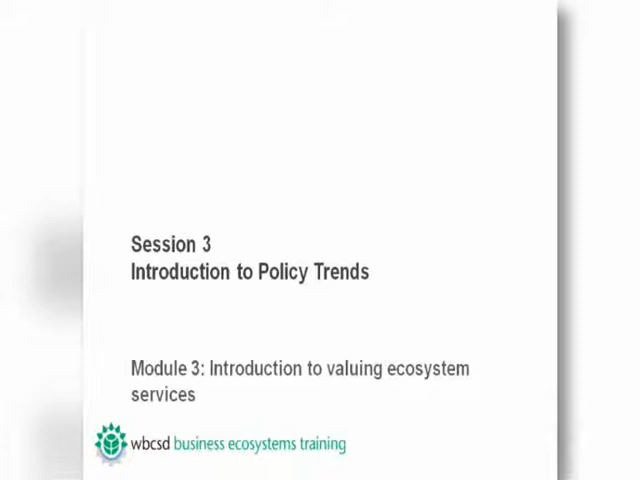 Session 3
Introduction to Policy Trends
Module 3: Introduction to valuing ecosystem
services
wbcsd business ecosystems training